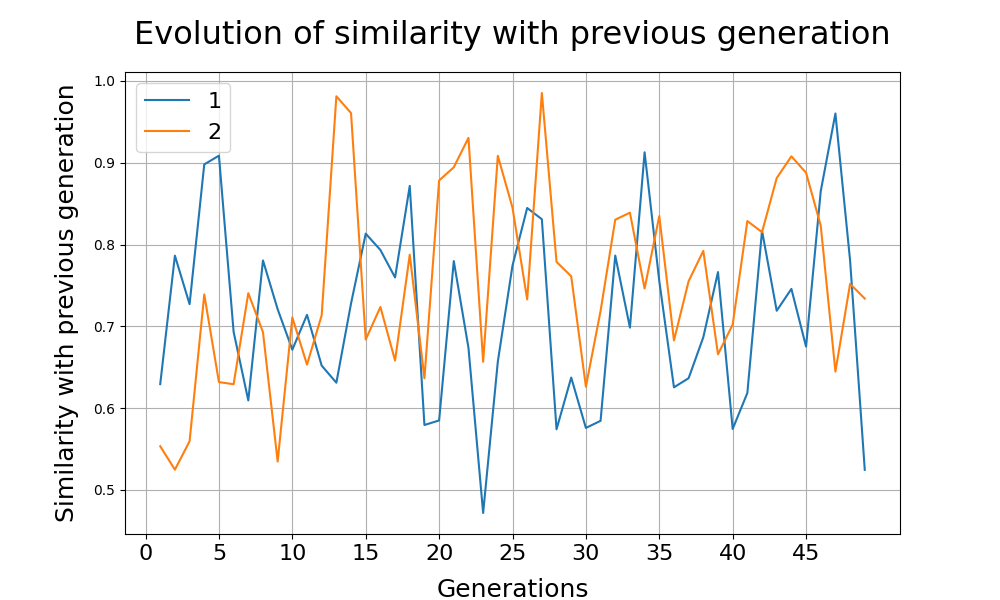 Evolution of similarity with previous generation
Similarity with previous generation
1.0
0.9
0.8
0.7
0.6
0.5
1
2
0 5 10 15 20 25 30 35 40 45
Generations